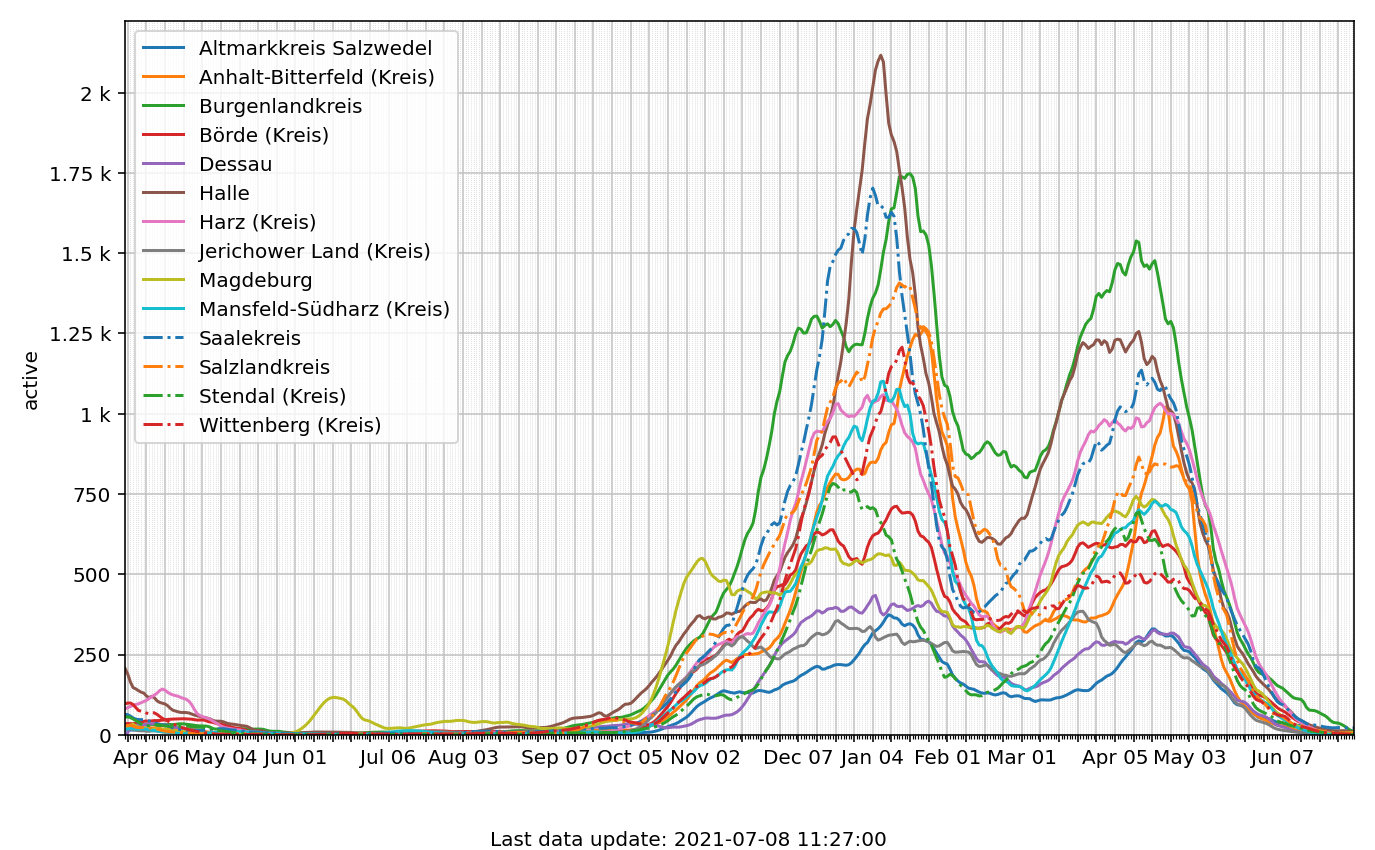 active
2 k
1.75 k
1.5 k
1.25 k
1 k
750
500
250
0
Altmarkkreis Salzwedel
Anhalt-Bitterfeld (Kreis)
Burgenlandkreis
Börde (Kreis)
Dessau
Halle
Harz (Kreis)
Jerichower Land (Kreis)
Magdeburg
Mansfeld-Südharz (Kreis)
Saalekreis
Salzlandkreis
Stendal (Kreis)
Wittenberg (Kreis)
Apr 06 May 04 Jun 01 Jul 06 Aug 03 Sep 07 Oct 05 Nov 02 Dec 07 Jan 04 Feb 01 Mar 01 Apr 05 May 03 Jun 07
Last data update: 2021-07-08 11:27:00